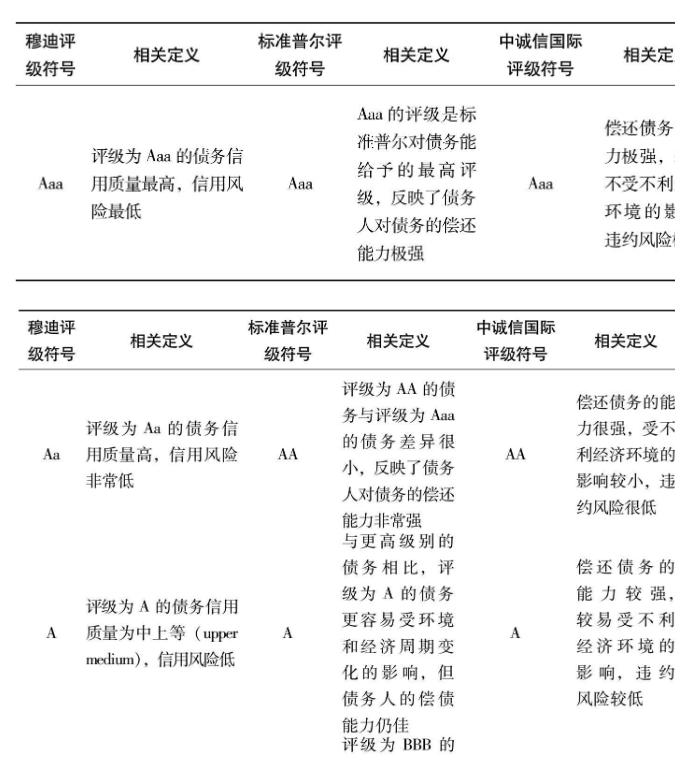 穆迪评
级符号
相关定义
标准普尔评
级符号
相关定义
中诚信国际
评级符号
相关定
Aaa
评级为 Aaa 的债务信
用质量最高，信用风
险最低
Aaa
Aaa 的评级是标
准普尔对债务能
给予的最高评
级，反映了债务
人对债务的偿还
能力极强
Aaa
偿还债务
力极强，
不受不利
环境的影
违约风险
穆迪评
级符号
相关定义
标准普尔评
级符号
相关定义
中诚信国际
评级符号
相关定义
Aa
评级为 Aa 的债务信
用质量高，信用风险
非常低
AA
评级为 AA 的债
务与评级为 Aaa
的债务差异很
小，反映了债务
人对债务的偿还
能力非常强
AA
偿还债务的能
力很强，受不
利经济环境的
影响较小，违
约风险很低
A
评级为 A 的债务信用
质量为中上等（upper
medium），信用风险低
A
与更高级别的
债务相比，评
级为 A 的债务
更容易受环境
和经济周期变
化的影响，但
债务人的偿债
能力仍佳
A
偿还债务的
能力较强，
较易受不利
经济环境的
影响，违约
风险较低
评级为 BBB 的